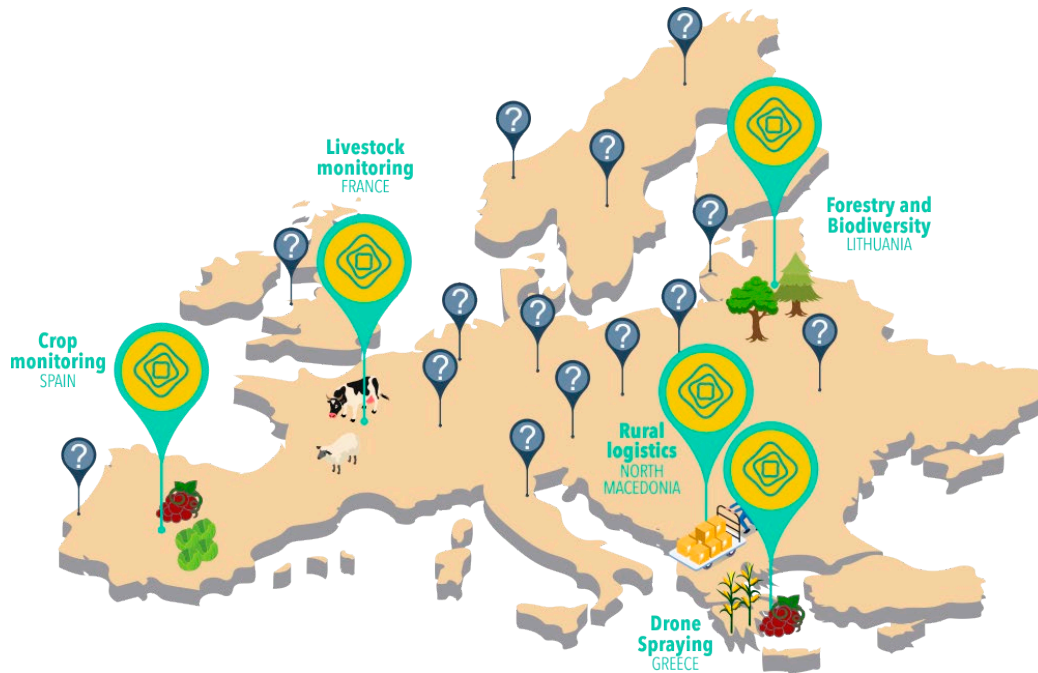 ?
?
?
Livestock
monitoring
FRANCE
?
Forestry and
Biodiversity
LITHUANIA
?
?
?
?
?
?
Crop
monitoring
SPAIN
?
?
Rural
logistics
NORTH
MACEDONIA
?
?
Drone
Spraying
GREECE